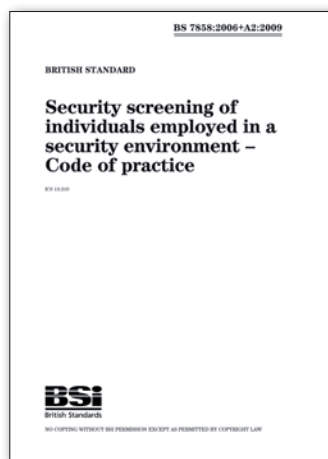 BS 7858:2006+A2:2009
BRITISH STANDARD
Security screening of
individuals employed in a
security environment –
Code of practice
BSi
British Standards
NO COPYING WITHOUT BSI PERMISSION EXCEPT AS PERMITTED BY COPYRIGHT LAW